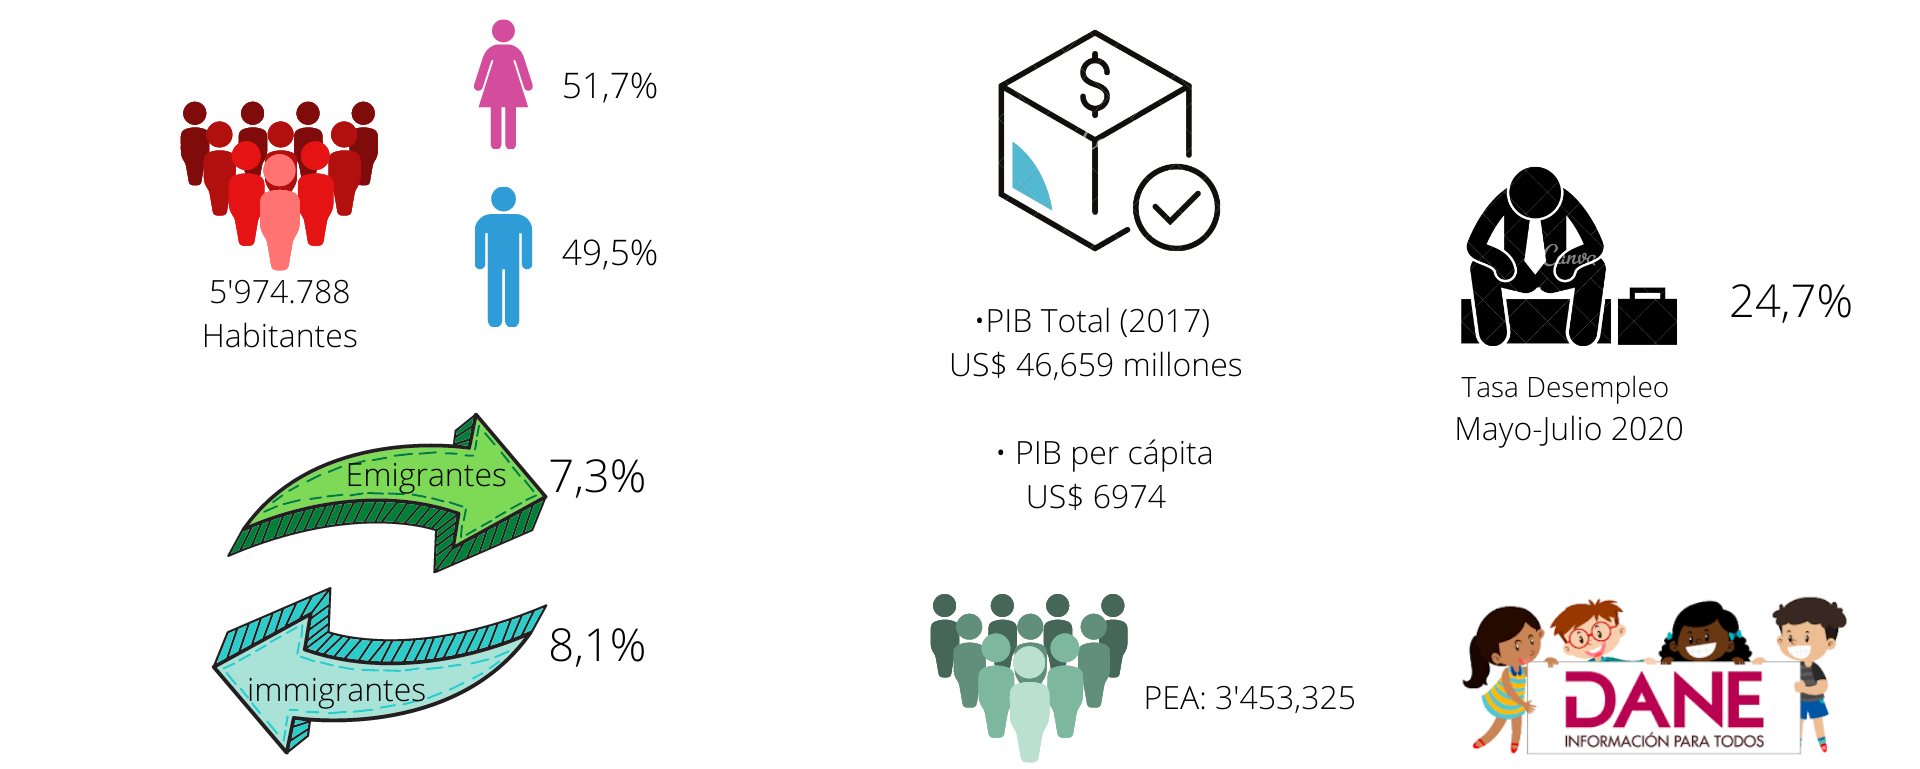 51,7%
49,5%
5'974.788
Habitantes
Emigrantes
7,3%
immigrantes
8,1%
$
•PIB Total (2017)
US$ 46,659 millones
• PIB per cápita
US$ 6974
PEA: 3'453,325
Canva
24,7%
Tasa Desempleo
Mayo-Julio 2020
DANE
INFORMACIÓN PARA TODOS